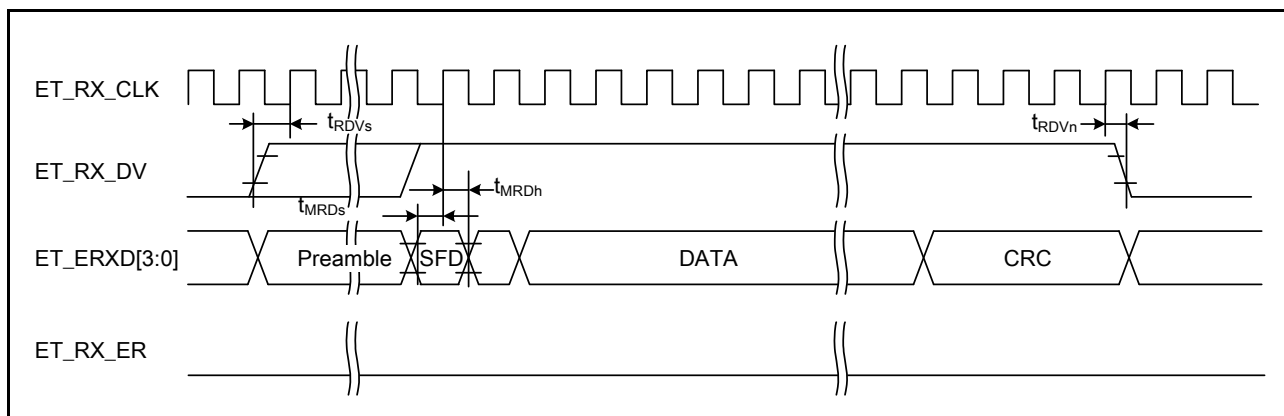 ET_RX_CLK
tRDVs
tRDVn
ET_RX_DV
tMRDs
tMRDh
ET_ERXD[3:0]
Preamble
SFD
DATA
CRC
ET_RX_ER